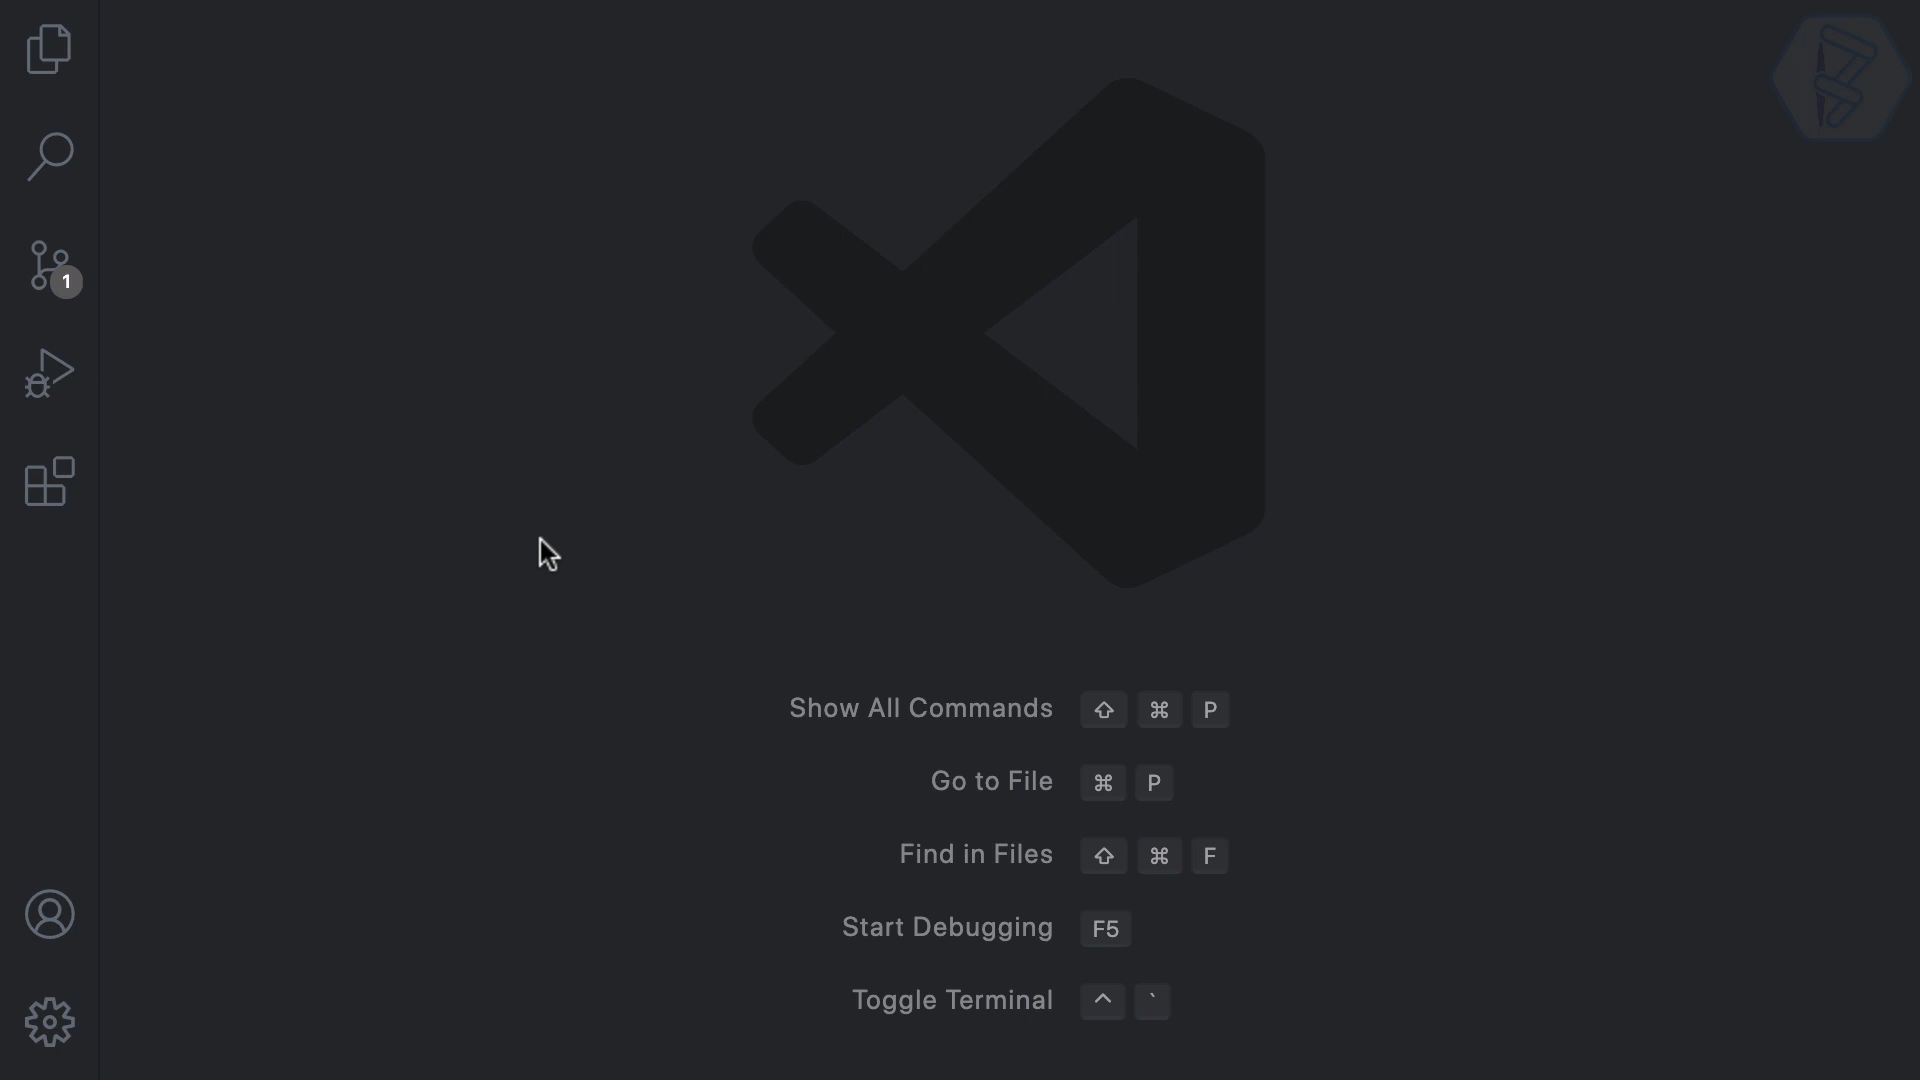 1
Show All Commands ⇧ ⌘ P
Go to File ⌘ P
Find in Files ⇧ ⌘ F
Start Debugging F5
Toggle Terminal ^ `